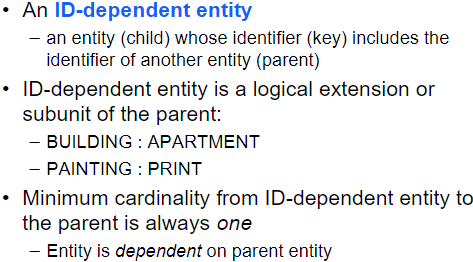 • An ID-dependent entity
– an entity (child) whose identifier (key) includes the
identifier of another entity (parent)
• ID-dependent entity is a logical extension or
subunit of the parent:
– BUILDING : APARTMENT
– PAINTING : PRINT
• Minimum cardinality from ID-dependent entity to
the parent is always one
– Entity is dependent on parent entity